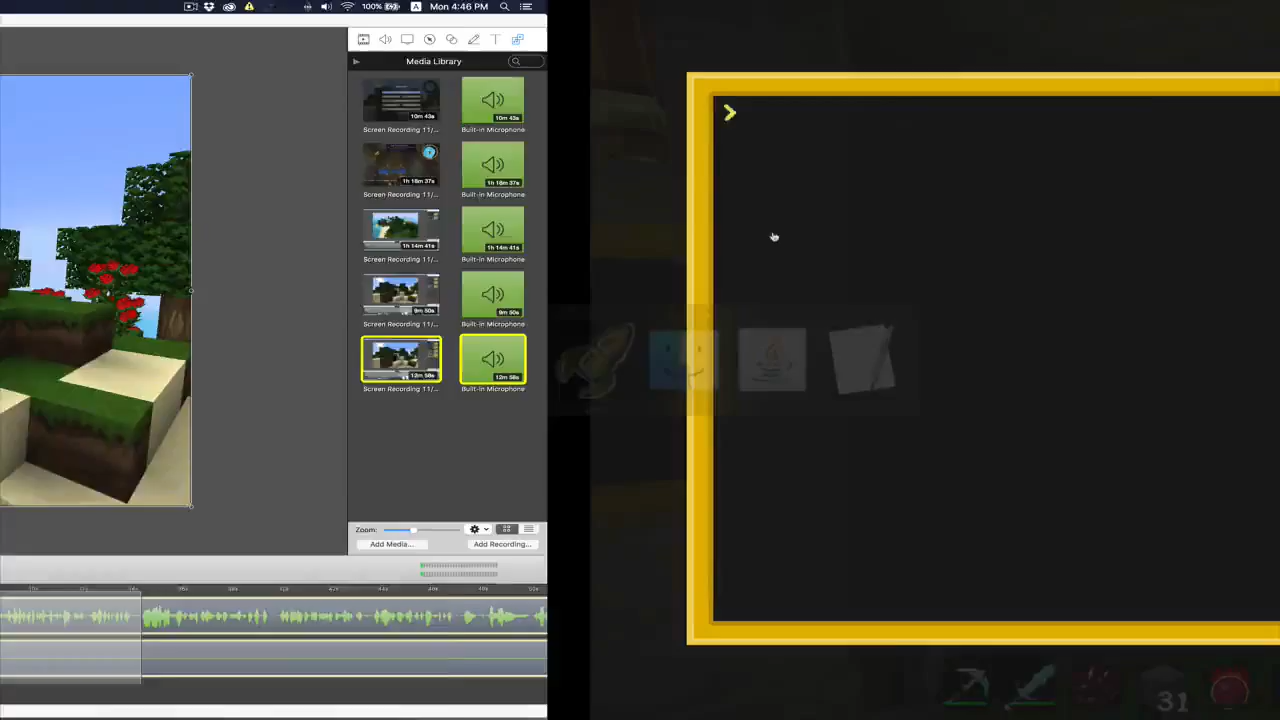 100% A Mon 4:46 PM
Media Library
10m 43s
10m 43s
Screen Recording 11/...
Built-in Microphone
1h 18m 37s
1h 18m 37s
Screen Recording 11/...
Built-in Microphone
1h 14m 41s
1h 14m 41s
Screen Recording 11/...
Built-in Microphone
9m 50s
9m 50s
Screen Recording 11/...
Built-in Microphone
12m 58s
12m 58s
Screen Recording 11/...
Built-in Microphone
Zoom:
Add Media...
Add Recording...
>
31